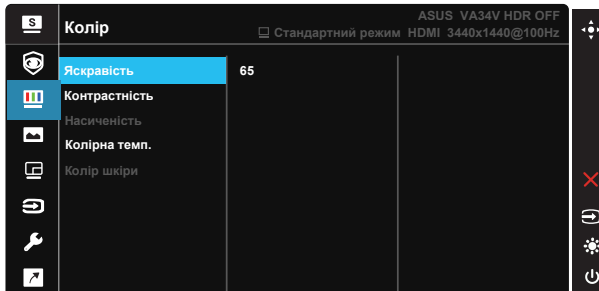 S
Колір
ASUS VA34V HDR OFF
Стандартний режим HDMI 3440x1440@100Hz
Яскравість 65
Контрастність
Насиченість
Колірна темп.
Колір шкіри